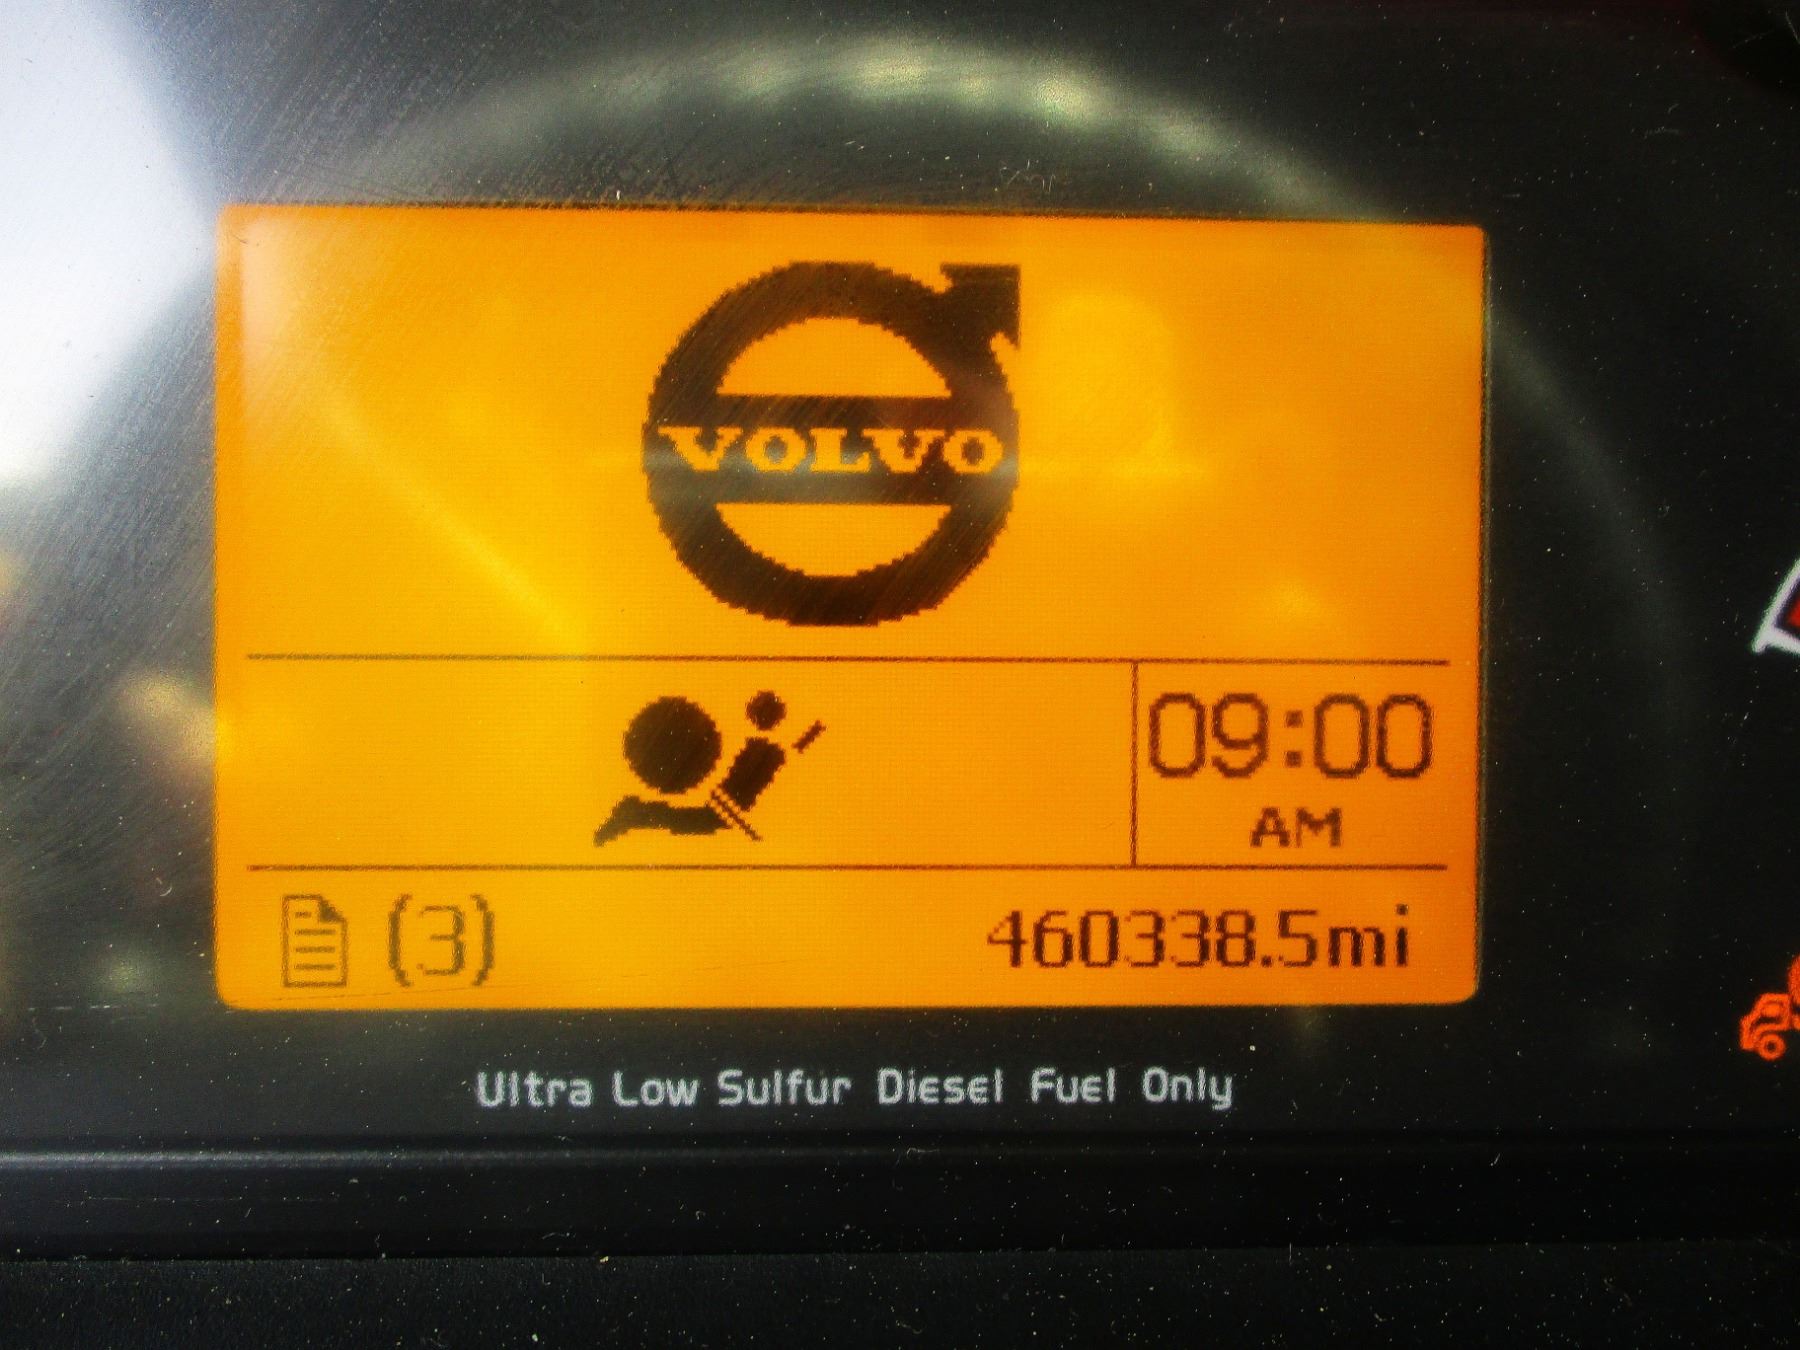 VOLVO
09:00
AM
(3)
460338.5mi
Ultra Low Sulfur Diesel Fuel Only